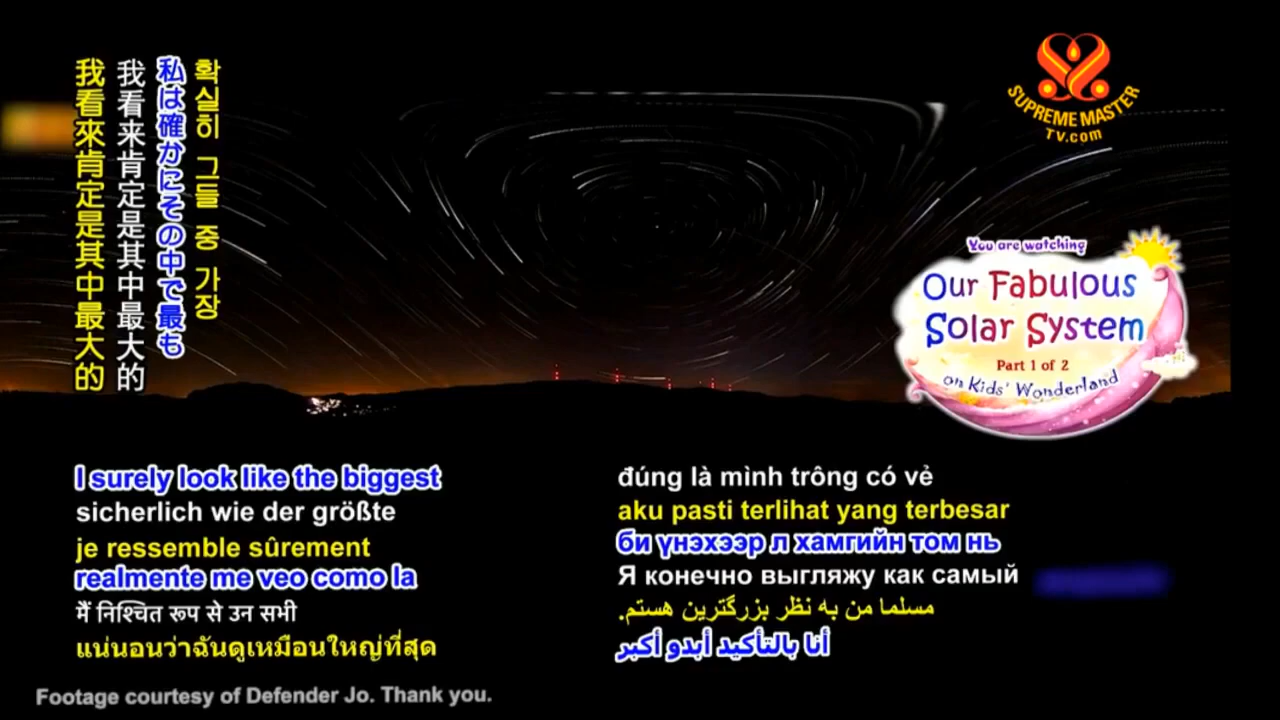 我看來肯定是其中最大的
我看来肯定是其中最大的
私は確かにその中で最も
확실히 그들 중 가장
SUPREME MASTER
TV.com
You are watching
Our Fabulous
Solar System
Part 1 of 2
on Kids' Wonderland
I surely look like the biggest
sicherlich wie der größte
je ressemble sûrement
realmente me veo como la
मैं निश्चित रूप से उन सभी
แน่นอนว่าฉันดูเหมือนใหญ่ที่สุด
đúng là mình trông có vẻ
aku pasti terlihat yang terbesar
би үнэхээр л хамгийн том нь
Я конечно выгляжу как самый
مسلما من به نظر بزرگترین هستم.
أنا بالتأكيد أبدو أكبر
Footage courtesy of Defender Jo. Thank you.